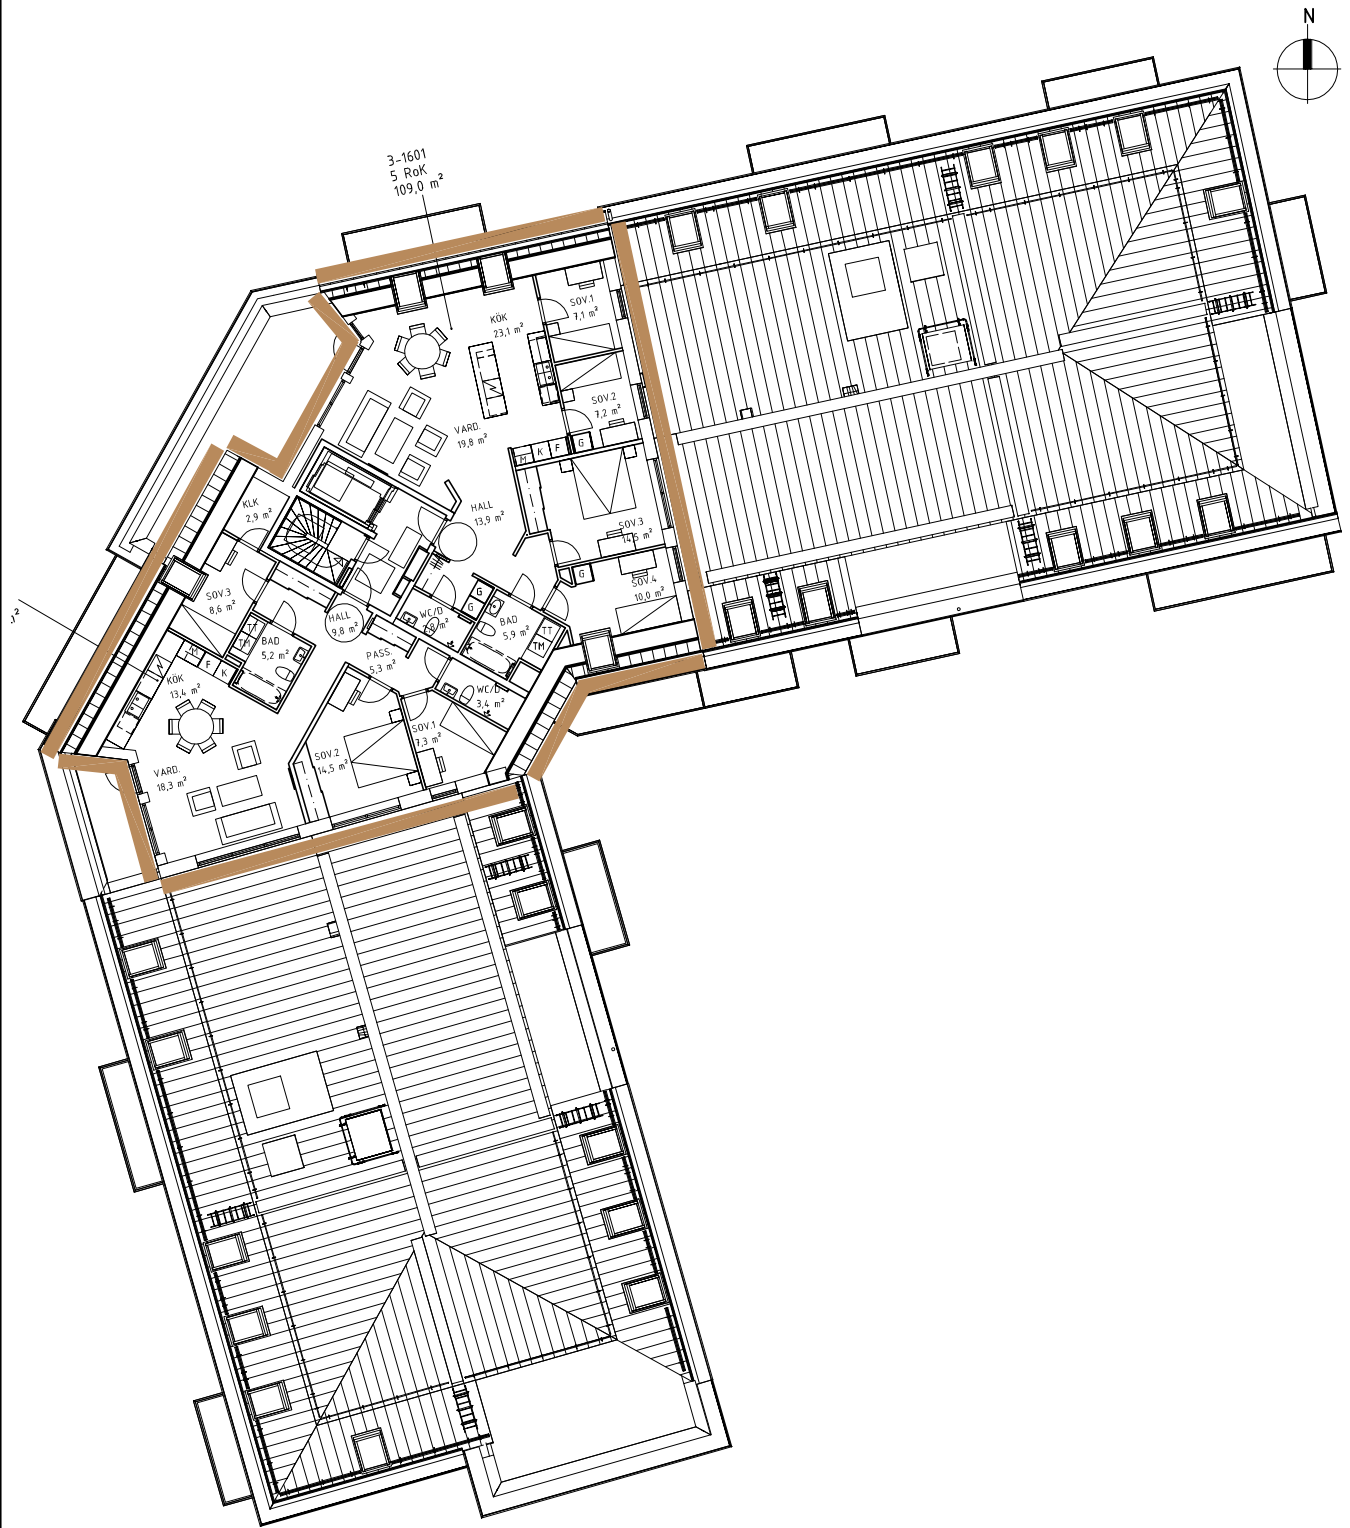 N
3-1601
5 RoK
109,0 m²
SOV.1
7,1 m²
KÖK
23,1 m²
SOV.2
7,2 m²
VARD.
19,8 m²
M K F G
HALL
13,9 m²
SOV.3
14,5 m²
KLK
2,9 m²
SOV.4
10,0 m²
G
SOV.3
8,6 m²
G
G
WC/D
HALL
9,8 m²
BAD
5,9 m²
TT
TM
TT
TM
BAD
5,2 m²
PASS.
5,3 m²
M F K
KÖK
13,4 m²
WC/D
3,4 m²
SOV.1
7,3 m²
SOV.2
14,5 m²
VARD.
18,3 m²